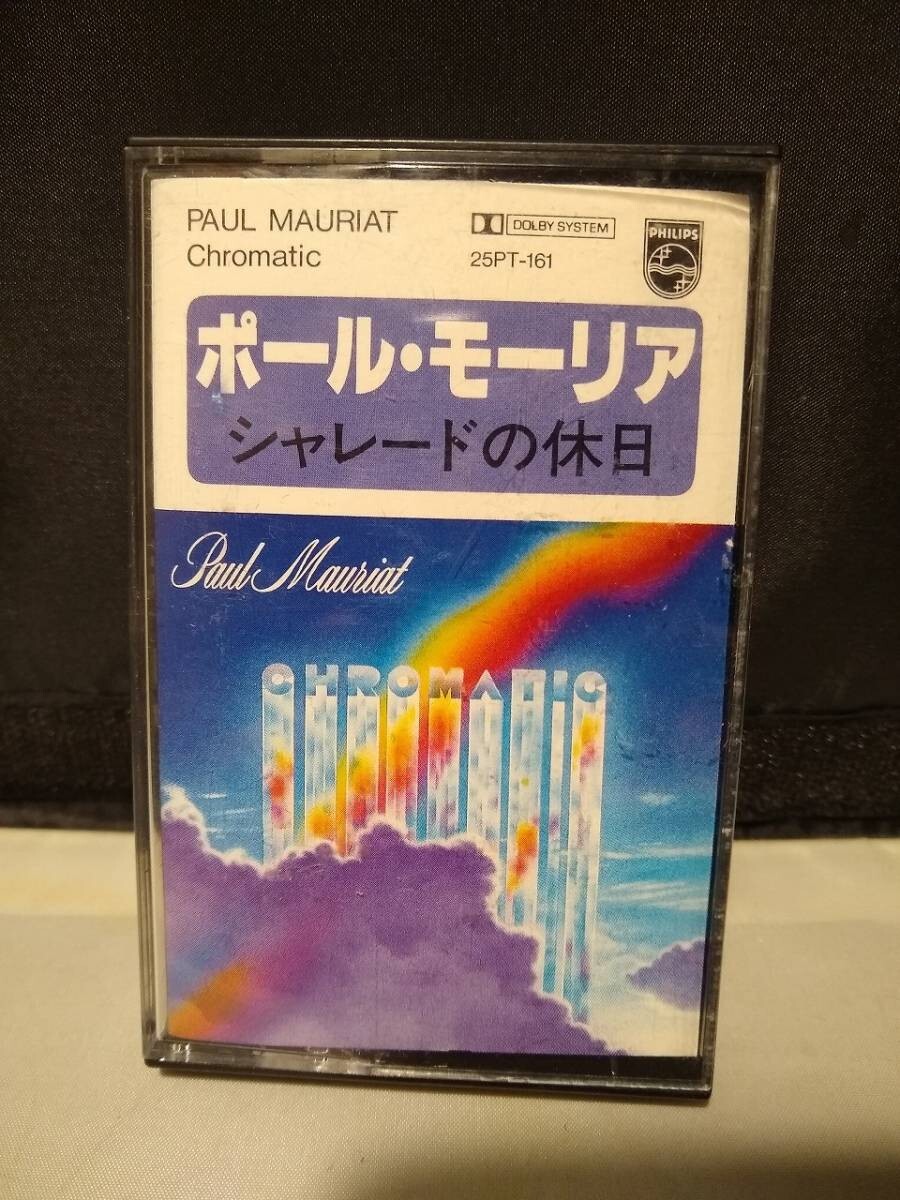 PAUL MAURIAT
Chromatic
DOLBY SYSTEM
25PT-161
PHILIPS
ポール・モーリア
シャレードの休日
Paul Mauriat
CHROMATIC